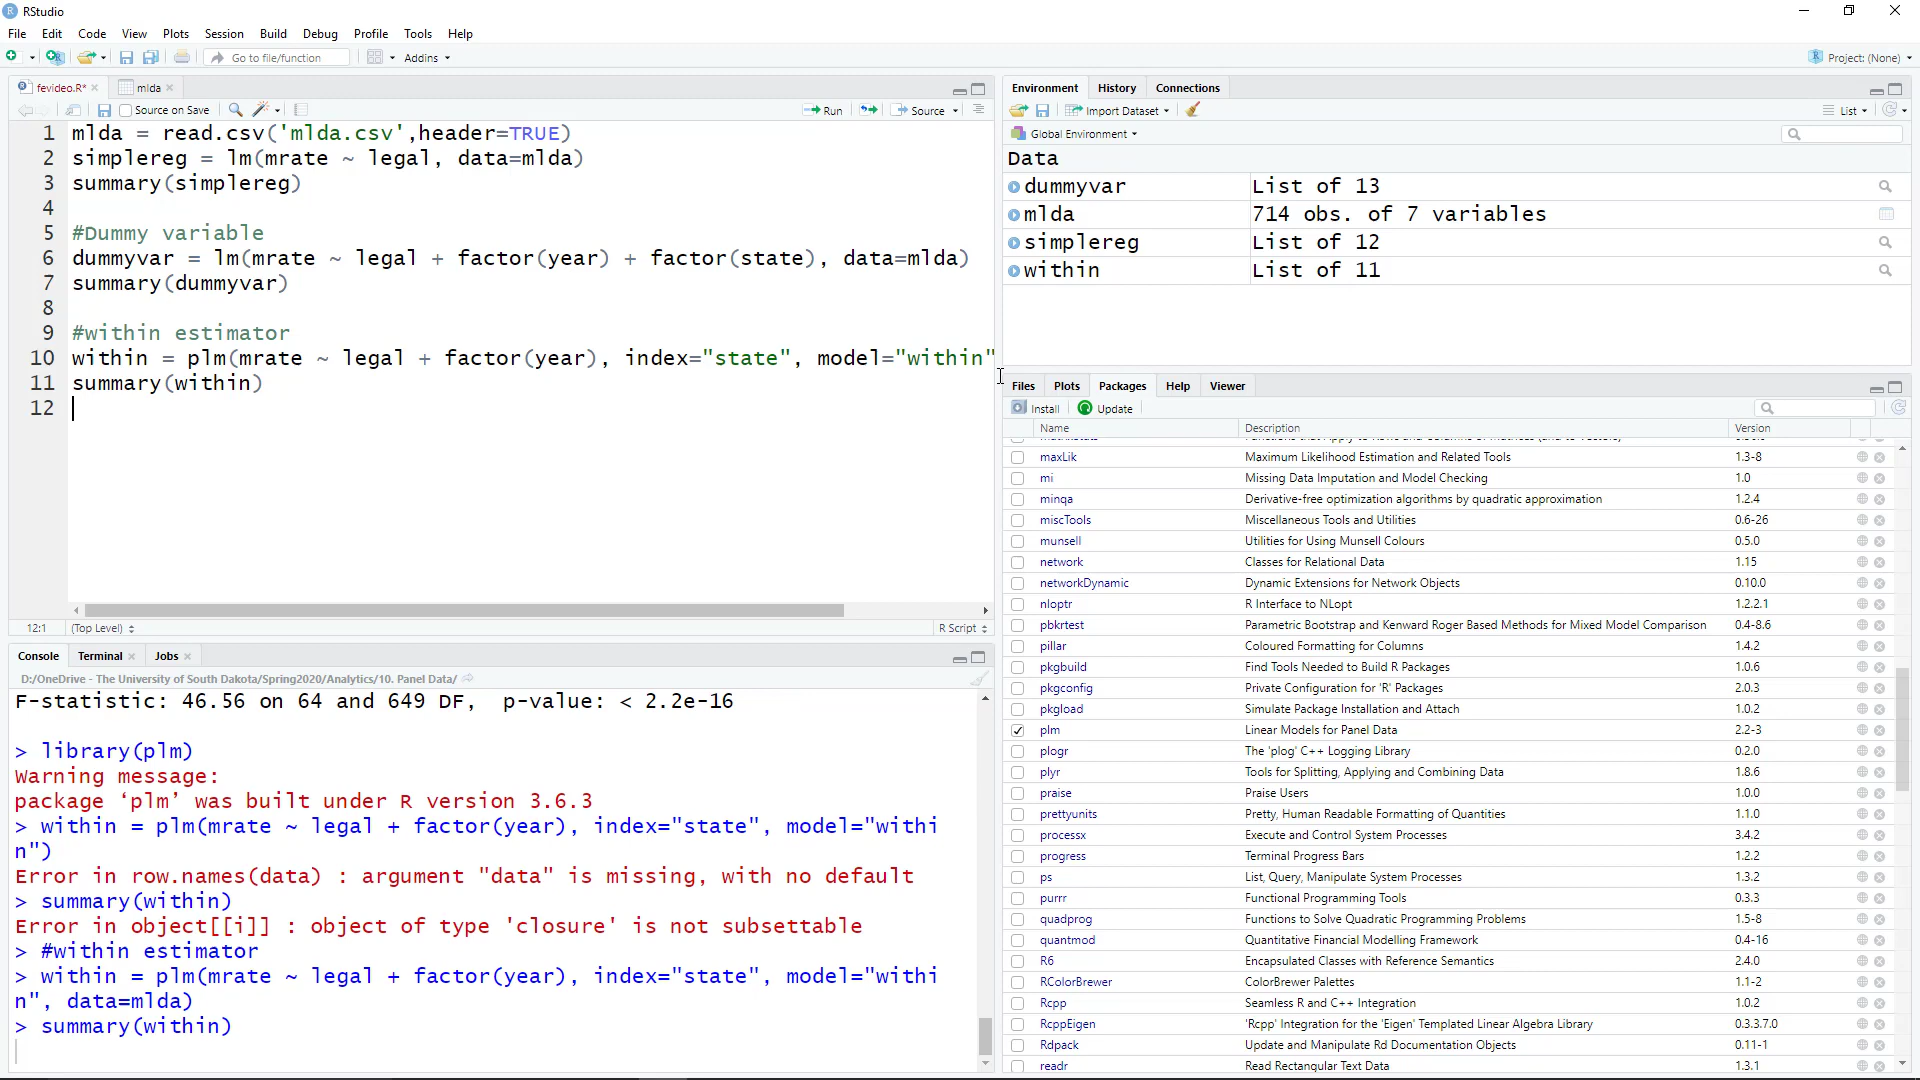 RStudio
File Edit Code View Plots Session Build Debug Profile Tools Help
Go to file/function Addins Project: (None)
fevideo.R* mlda
Source on Save Run Source
1 mlda = read.csv('mlda.csv',header=TRUE)
2 simplereg = lm(mrate ~ legal, data=mlda)
3 summary(simplereg)
4
5 #Dummy variable
6 dummyvar = lm(mrate ~ legal + factor(year) + factor(state), data=mlda)
7 summary(dummyvar)
8
9 #within estimator
10 within = plm(mrate ~ legal + factor(year), index="state", model="within"
11 summary(within)
12
12:1 (Top Level) R Script
Console Terminal Jobs
D:/OneDrive - The University of South Dakota/Spring2020/Analytics/10. Panel Data/
F-statistic: 46.56 on 64 and 649 DF,  p-value: < 2.2e-16
> library(plm)
Warning message:
package ‘plm’ was built under R version 3.6.3
> within = plm(mrate ~ legal + factor(year), index="state", model="withi
n")
Error in row.names(data) : argument "data" is missing, with no default
> summary(within)
Error in object[[i]] : object of type 'closure' is not subsettable
> #within estimator
> within = plm(mrate ~ legal + factor(year), index="state", model="withi
n", data=mlda)
> summary(within)
Environment History Connections
Import Dataset List
Global Environment
Data
dummyvar List of 13
mlda 714 obs. of 7 variables
simplereg List of 12
within List of 11
Files Plots Packages Help Viewer
Install Update
Name Description Version
maxLik Maximum Likelihood Estimation and Related Tools 1.3-8
mi Missing Data Imputation and Model Checking 1.0
minqa Derivative-free optimization algorithms by quadratic approximation 1.2.4
miscTools Miscellaneous Tools and Utilities 0.6-26
munsell Utilities for Using Munsell Colours 0.5.0
network Classes for Relational Data 1.15
networkDynamic Dynamic Extensions for Network Objects 0.10.0
nloptr R Interface to NLopt 1.2.2.1
pbkrtest Parametric Bootstrap and Kenward Roger Based Methods for Mixed Model Comparison 0.4-8.6
pillar Coloured Formatting for Columns 1.4.2
pkgbuild Find Tools Needed to Build R Packages 1.0.6
pkgconfig Private Configuration for 'R' Packages 2.0.3
pkgload Simulate Package Installation and Attach 1.0.2
plm Linear Models for Panel Data 2.2-3
plogr The 'plog' C++ Logging Library 0.2.0
plyr Tools for Splitting, Applying and Combining Data 1.8.6
praise Praise Users 1.0.0
prettyunits Pretty, Human Readable Formatting of Quantities 1.1.0
processx Execute and Control System Processes 3.4.2
progress Terminal Progress Bars 1.2.2
ps List, Query, Manipulate System Processes 1.3.2
purrr Functional Programming Tools 0.3.3
quadprog Functions to Solve Quadratic Programming Problems 1.5-8
quantmod Quantitative Financial Modelling Framework 0.4-16
R6 Encapsulated Classes with Reference Semantics 2.4.0
RColorBrewer ColorBrewer Palettes 1.1-2
Rcpp Seamless R and C++ Integration 1.0.2
RcppEigen 'Rcpp' Integration for the 'Eigen' Templated Linear Algebra Library 0.3.3.7.0
Rdpack Update and Manipulate Rd Documentation Objects 0.11-1
readr Read Rectangular Text Data 1.3.1